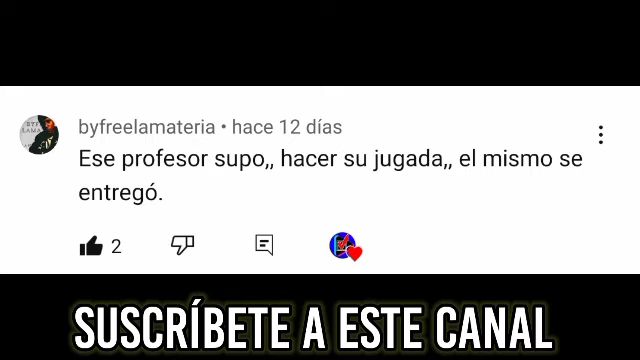 byfreelamateria • hace 12 días
Ese profesor supo,, hacer su jugada,, el mismo se
entregó.
2
SUSCRÍBETE A ESTE CANAL